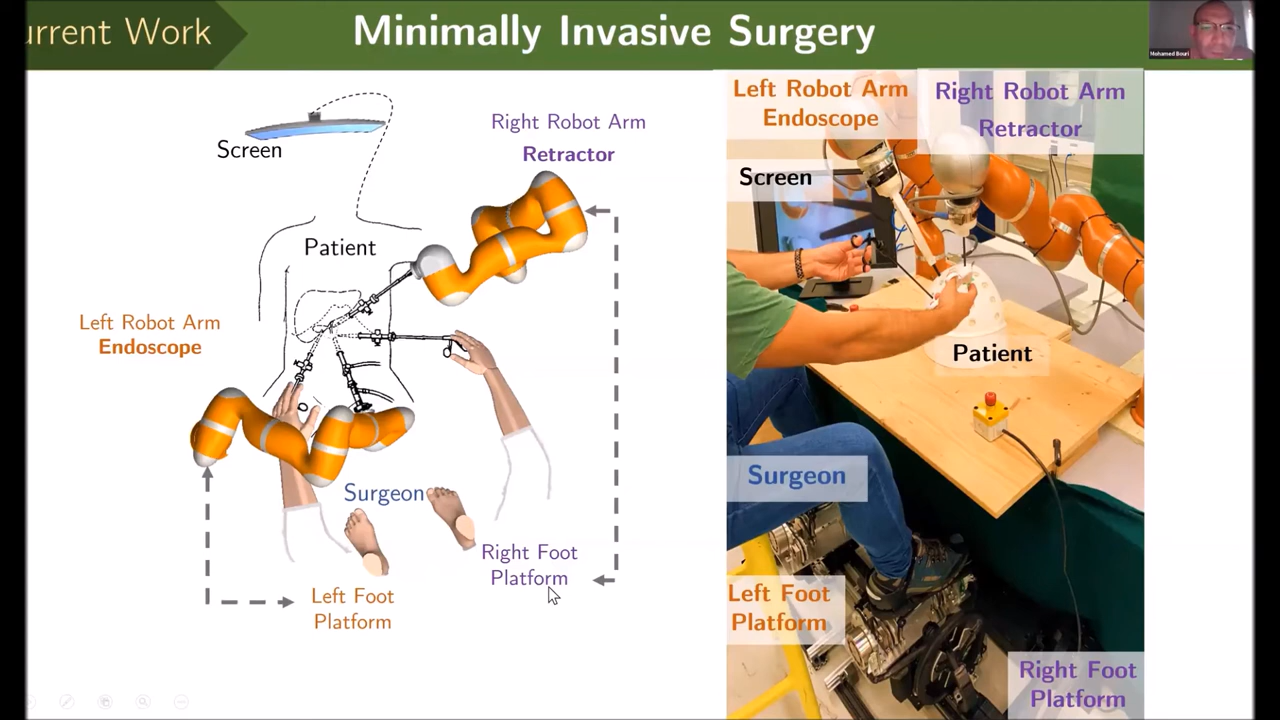 urrent Work
Minimally Invasive Surgery
Mohamed Bouri
Screen
Right Robot Arm
Retractor
Patient
Left Robot Arm
Endoscope
Surgeon
Right Foot
Platform
Left Foot
Platform
Left Robot Arm
Endoscope
Right Robot Arm
Retractor
Screen
Patient
Surgeon
Left Foot
Platform
Right Foot
Platform